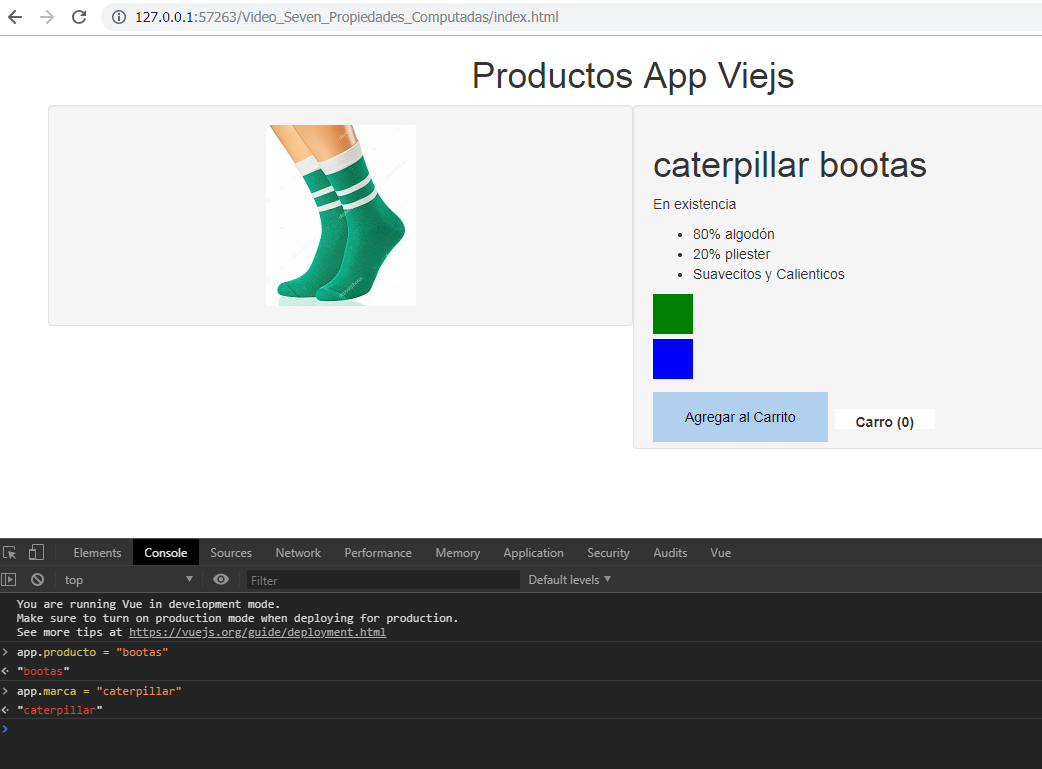 127.0.0.1:57263/Video_Seven_Propiedades_Computadas/index.html
Productos App Viejs
caterpillar bootas
En existencia
• 80% algodón
• 20% pliester
• Suavecitos y Calienticos
Agregar al Carrito
Carro (0)
Elements Console Sources Network Performance Memory Application Security Audits Vue
top ▼ Filter Default levels ▼
You are running Vue in development mode.
Make sure to turn on production mode when deploying for production.
See more tips at https://vuejs.org/guide/deployment.html
> app.producto = "bootas"
"bootas"
> app.marca = "caterpillar"
"caterpillar"
>